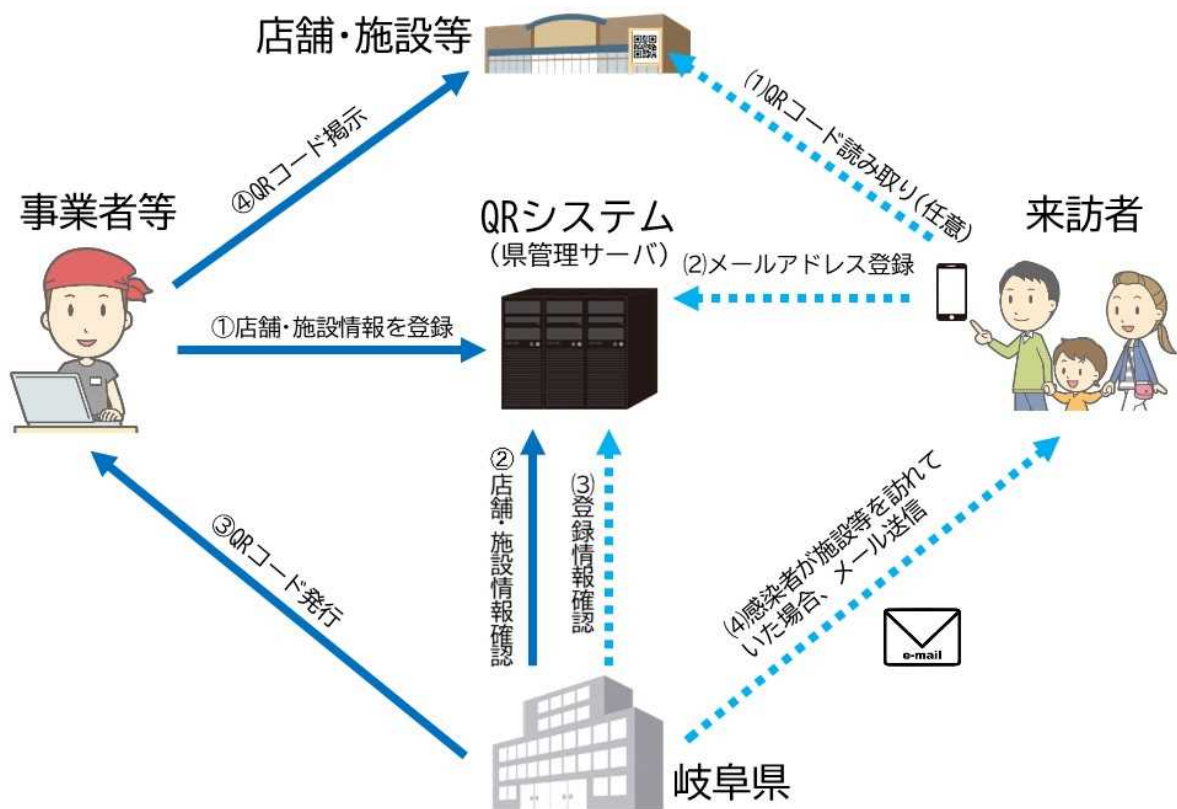 店舗・施設等
⑴QRコード読み取り(任意)
④QRコード掲示
事業者等
QRシステム
（県管理サーバ）
来訪者
⑵メールアドレス登録
①店舗・施設情報を登録
③QRコード発行
②店舗・施設情報確認
⑶登録情報確認
⑷感染者が施設等を訪れて
いた場合、メール送信
e-mail
岐阜県